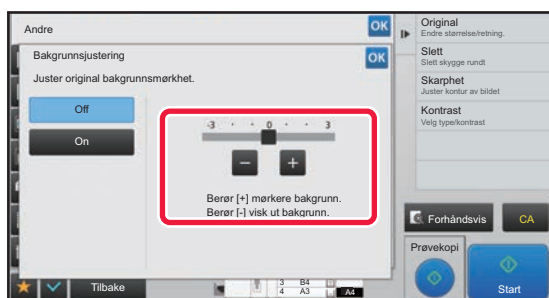 Andre
OK
Bakgrunnsjustering
OK
Juster original bakgrunnsmørkhet.
Off
On
-3 · · 0 · · 3
−
+
Berør [+] mørkere bakgrunn.
Berør [-] visk ut bakgrunn.
Tilbake
3 B4
4 A3
A4
Original
Endre størrelse/retning.
Slett
Slett skygge rundt
Skarphet
Juster kontur av bildet
Kontrast
Velg type/kontrast
Forhåndsvis
CA
Prøvekopi
Start